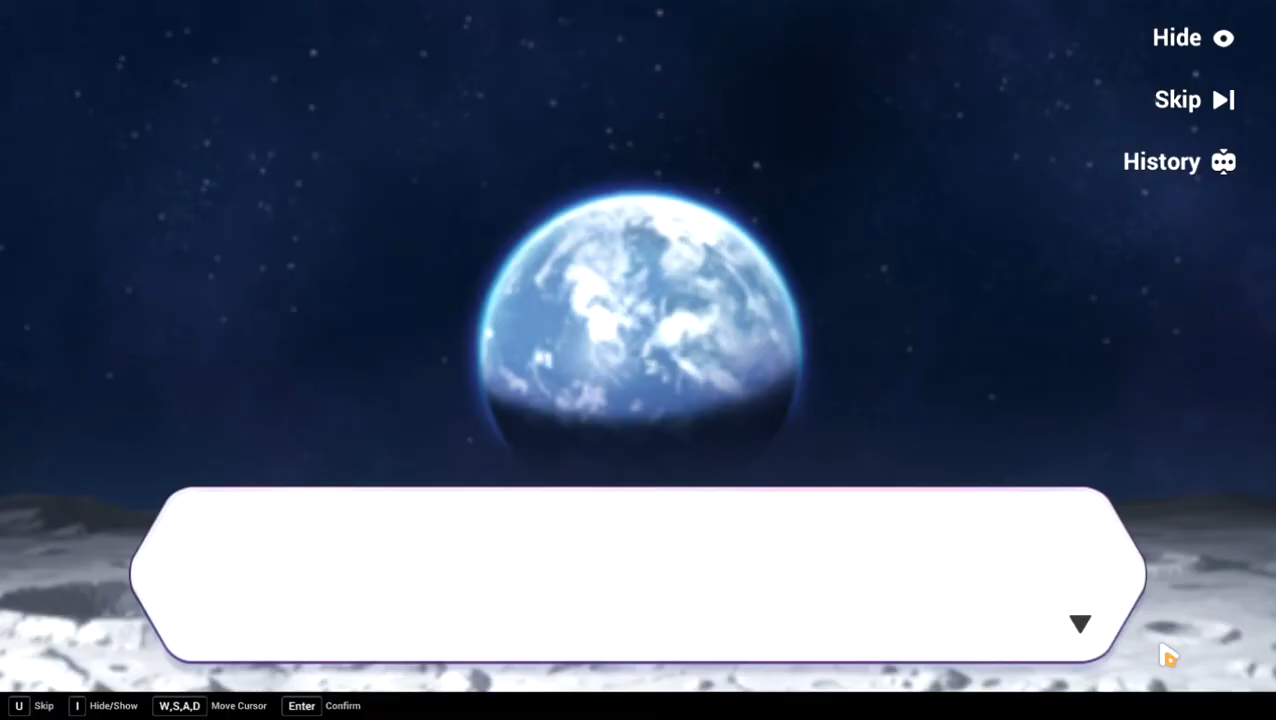 Hide
Skip
History
U Skip I Hide/Show W,S,A,D Move Cursor Enter Confirm